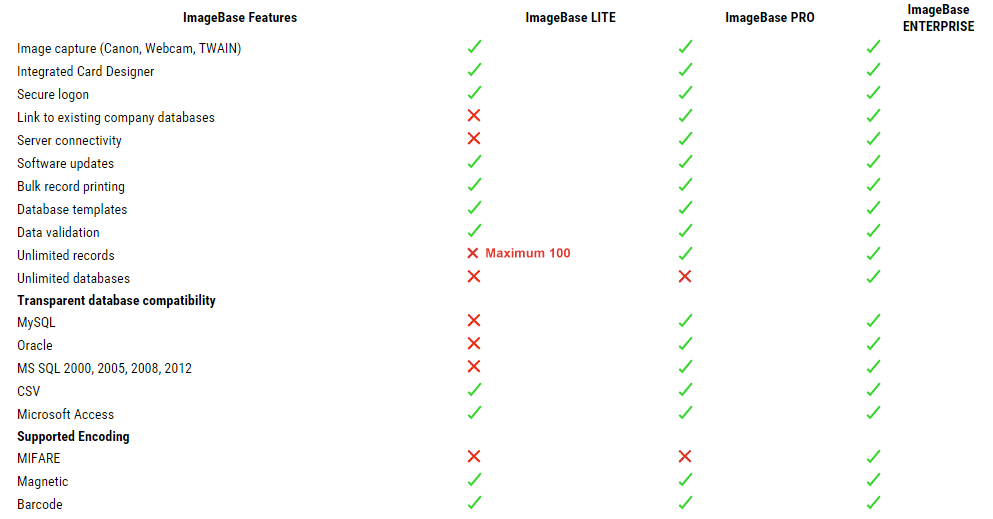 ImageBase Features ImageBase LITE ImageBase PRO ImageBase ENTERPRISE
Image capture (Canon, Webcam, TWAIN) ✓ ✓ ✓
Integrated Card Designer ✓ ✓ ✓
Secure logon ✓ ✓ ✓
Link to existing company databases ✗ ✓ ✓
Server connectivity ✗ ✓ ✓
Software updates ✓ ✓ ✓
Bulk record printing ✓ ✓ ✓
Database templates ✓ ✓ ✓
Data validation ✓ ✓ ✓
Unlimited records ✗ Maximum 100 ✓ ✓
Unlimited databases ✗ ✗ ✓
Transparent database compatibility
MySQL ✗ ✓ ✓
Oracle ✗ ✓ ✓
MS SQL 2000, 2005, 2008, 2012 ✗ ✓ ✓
CSV ✓ ✓ ✓
Microsoft Access ✓ ✓ ✓
Supported Encoding
MIFARE ✗ ✗ ✓
Magnetic ✓ ✓ ✓
Barcode ✓ ✓ ✓